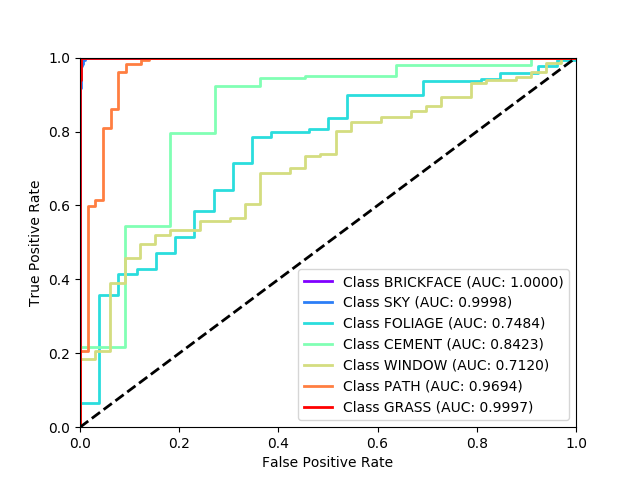 1.0
0.8
0.6
0.4
0.2
0.0
True Positive Rate
Class BRICKFACE (AUC: 1.0000)
Class SKY (AUC: 0.9998)
Class FOLIAGE (AUC: 0.7484)
Class CEMENT (AUC: 0.8423)
Class WINDOW (AUC: 0.7120)
Class PATH (AUC: 0.9694)
Class GRASS (AUC: 0.9997)
0.0 0.2 0.4 0.6 0.8 1.0
False Positive Rate